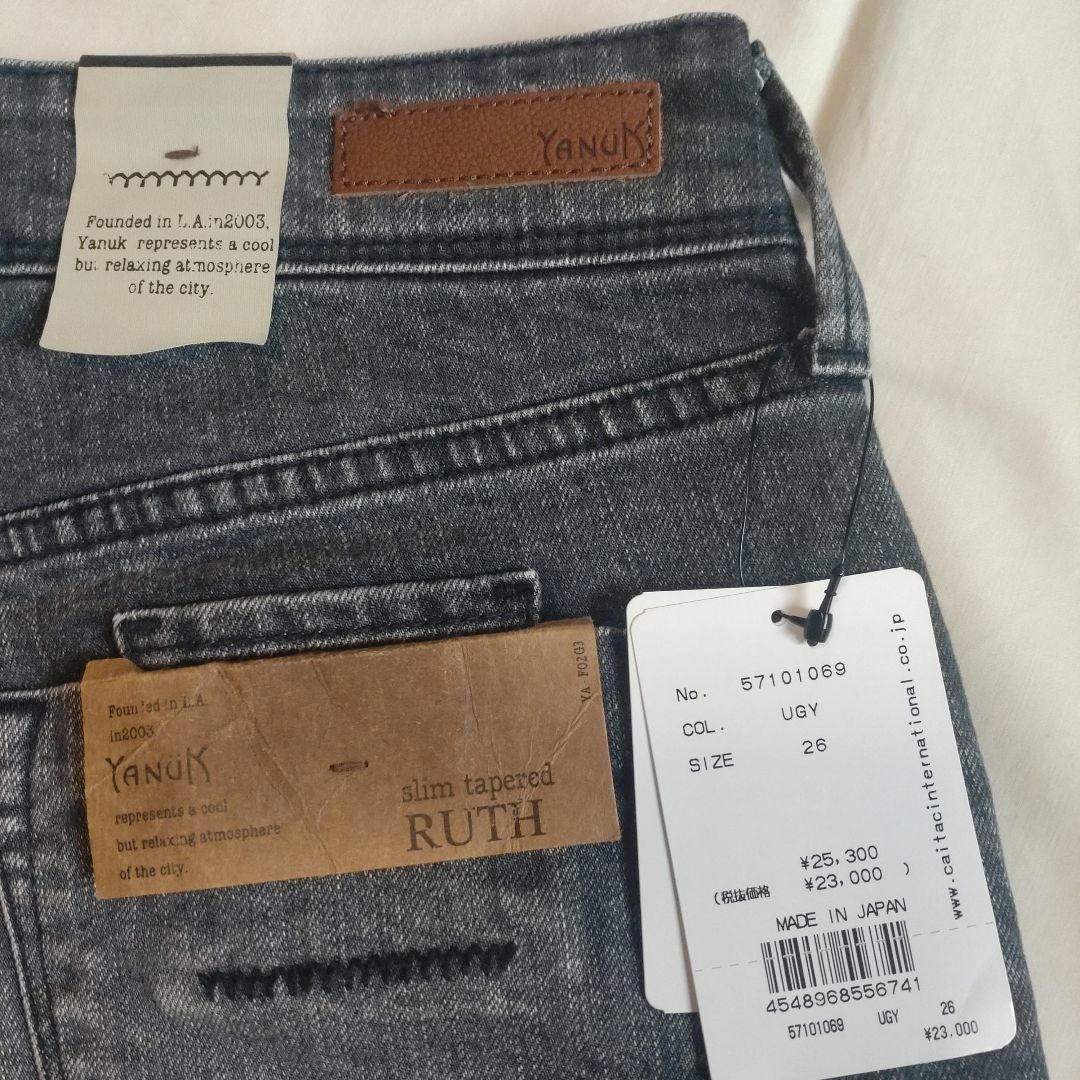 Founded in L.A.in2003,
Yanuk represents a cool
but relaxing atmosphere
of the city.
YANÜK
Founded in L.A.
in2003
YANÜK
represents a cool
but relaxing atmosphere
of the city.
slim tapered
RUTH
YA-F02G3
No. 57101069
COL. UGY
SIZE 26
¥25,300
(税抜価格 ¥23,000 )
MADE IN JAPAN
4548968556741
57101069 UGY 26
¥23.000
www.caitacinternational.co.jp